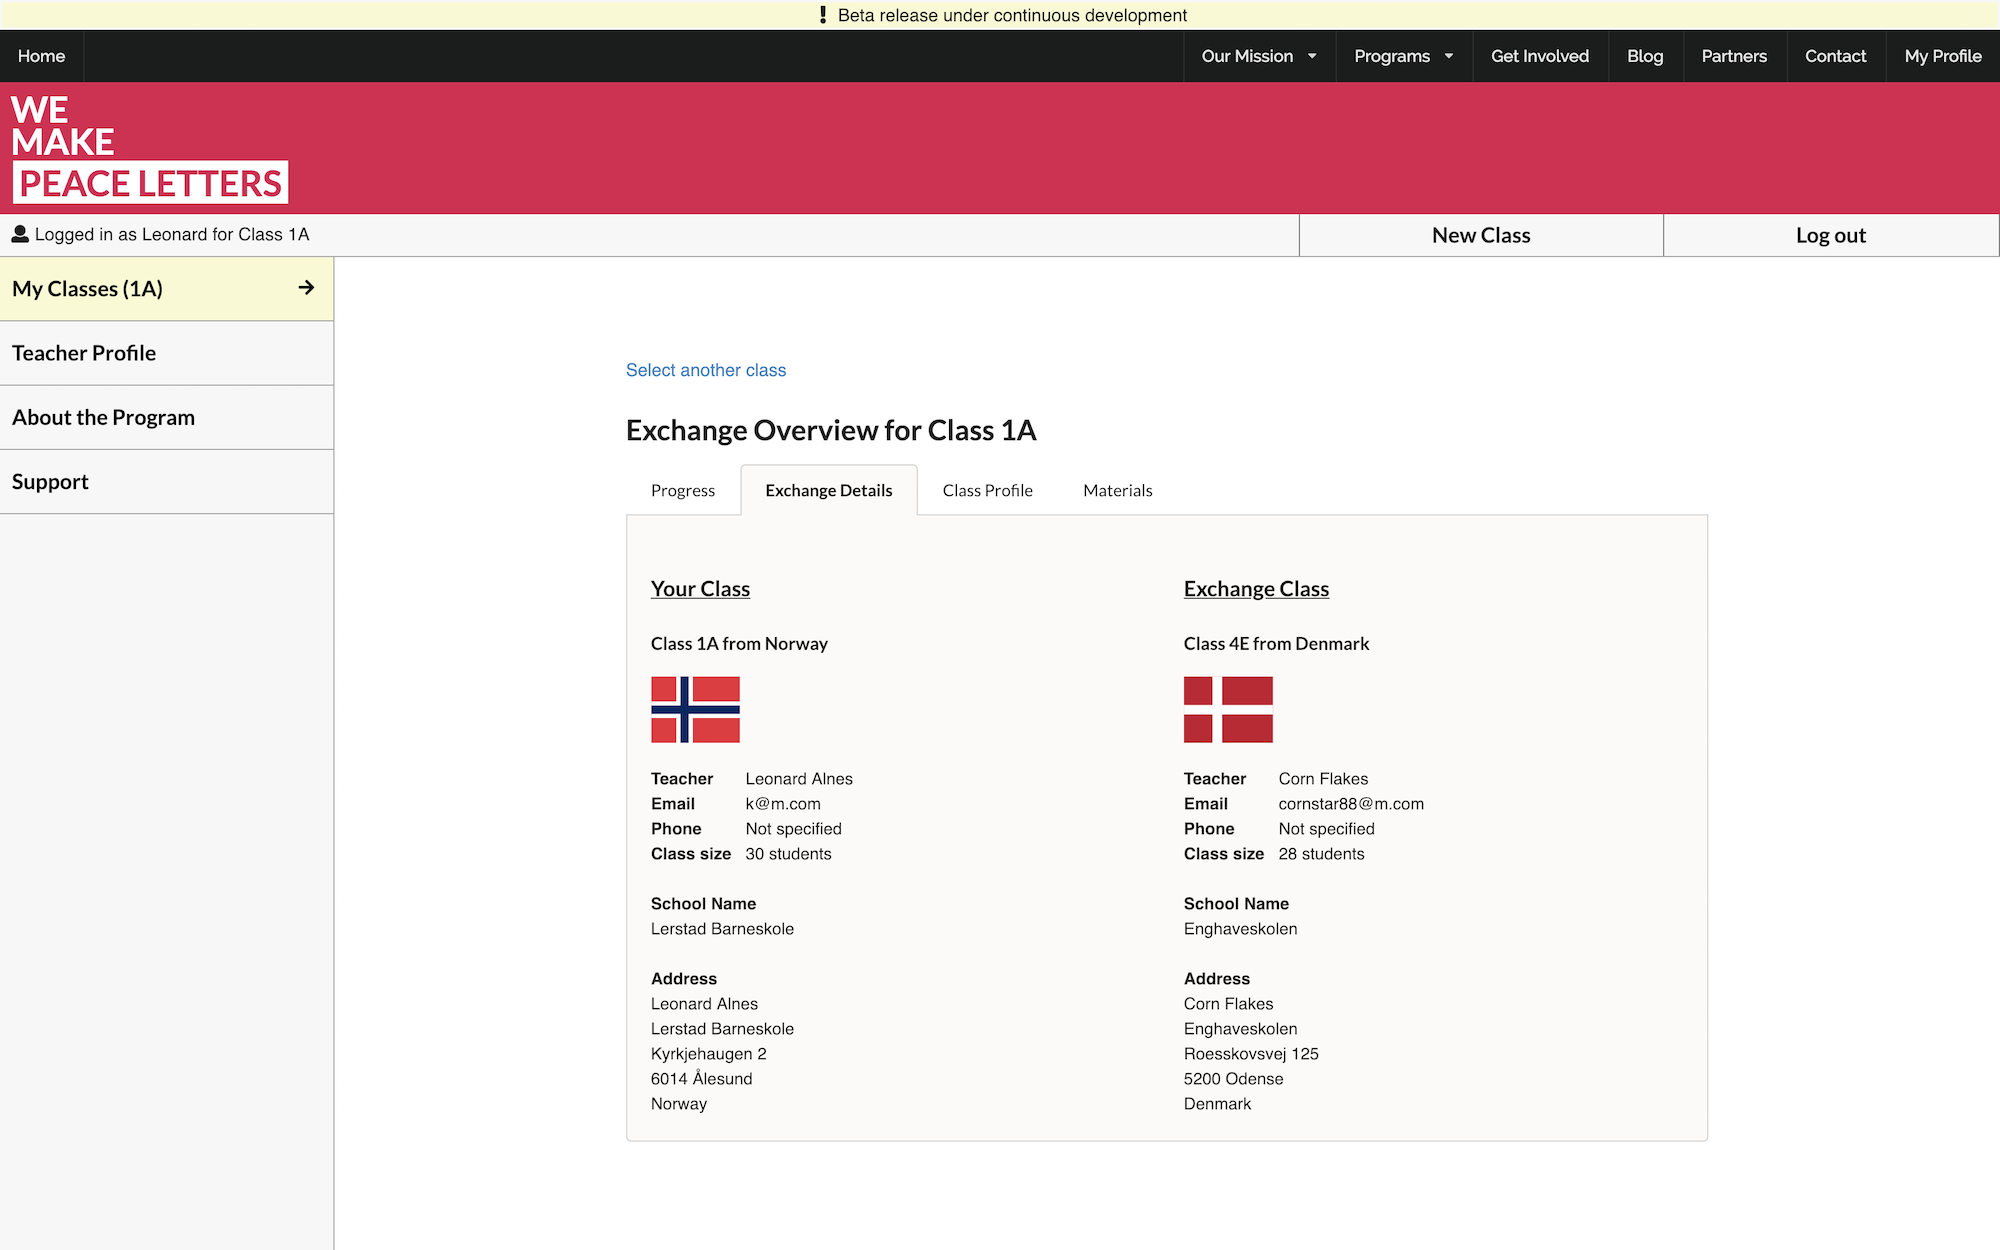 Beta release under continuous development
Home
Our Mission
Programs
Get Involved
Blog
Partners
Contact
My Profile
WE
MAKE
PEACE LETTERS
Logged in as Leonard for Class 1A
New Class
Log out
My Classes (1A)
Teacher Profile
About the Program
Support
Select another class
Exchange Overview for Class 1A
Progress
Exchange Details
Class Profile
Materials
Your Class
Class 1A from Norway
Teacher Leonard Alnes
Email k@m.com
Phone Not specified
Class size 30 students
School Name
Lerstad Barneskole
Address
Leonard Alnes
Lerstad Barneskole
Kyrkjehaugen 2
6014 Ålesund
Norway
Exchange Class
Class 4E from Denmark
Teacher Corn Flakes
Email cornstar88@m.com
Phone Not specified
Class size 28 students
School Name
Enghaveskolen
Address
Corn Flakes
Enghaveskolen
Roesskovsvej 125
5200 Odense
Denmark